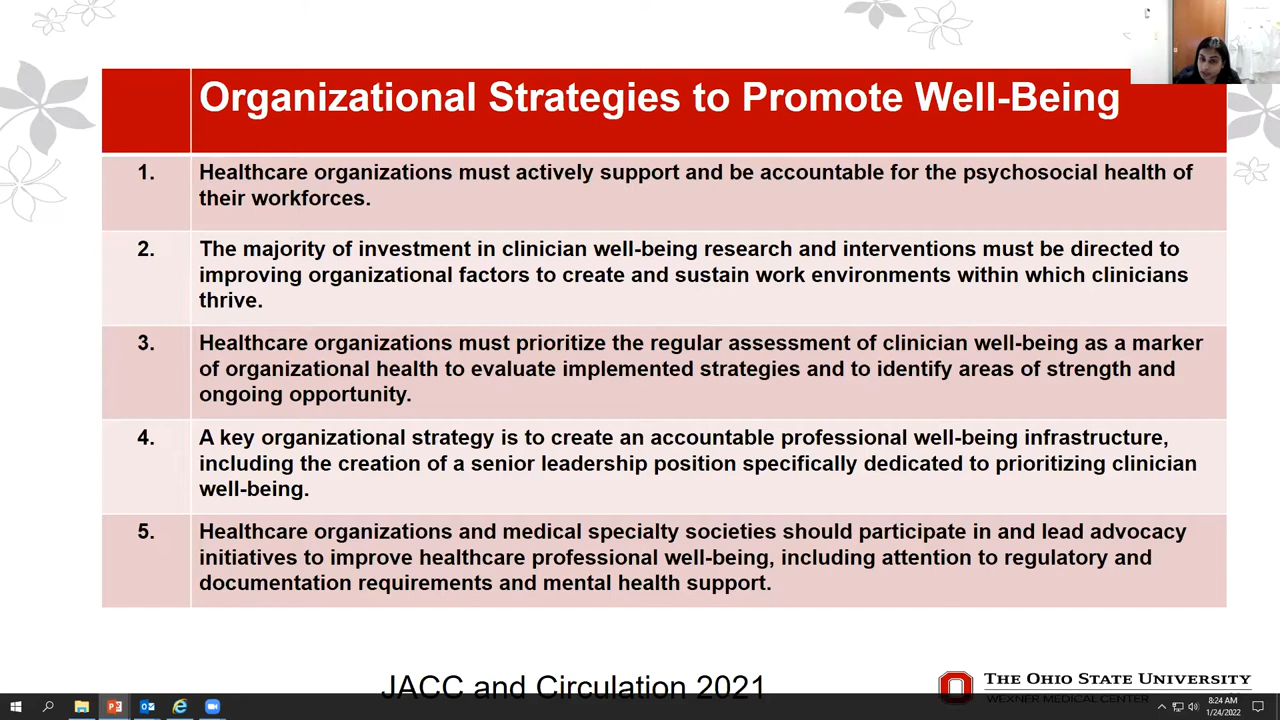 Organizational Strategies to Promote Well-Being
1.
Healthcare organizations must actively support and be accountable for the psychosocial health of
their workforces.
2.
The majority of investment in clinician well-being research and interventions must be directed to
improving organizational factors to create and sustain work environments within which clinicians
thrive.
3.
Healthcare organizations must prioritize the regular assessment of clinician well-being as a marker
of organizational health to evaluate implemented strategies and to identify areas of strength and
ongoing opportunity.
4.
A key organizational strategy is to create an accountable professional well-being infrastructure,
including the creation of a senior leadership position specifically dedicated to prioritizing clinician
well-being.
5.
Healthcare organizations and medical specialty societies should participate in and lead advocacy
initiatives to improve healthcare professional well-being, including attention to regulatory and
documentation requirements and mental health support.
JACC and Circulation 2021
THE OHIO STATE UNIVERSITY
WEXNER MEDICAL CENTER
8:24 AM
1/24/2022